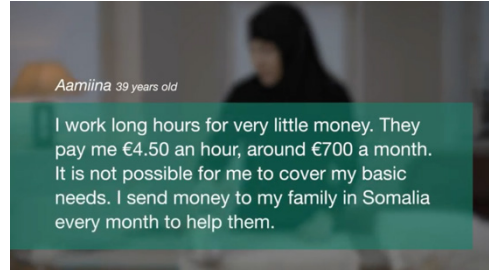 Aamiina 39 years old
I work long hours for very little money. They
pay me €4.50 an hour, around €700 a month.
It is not possible for me to cover my basic
needs. I send money to my family in Somalia
every month to help them.